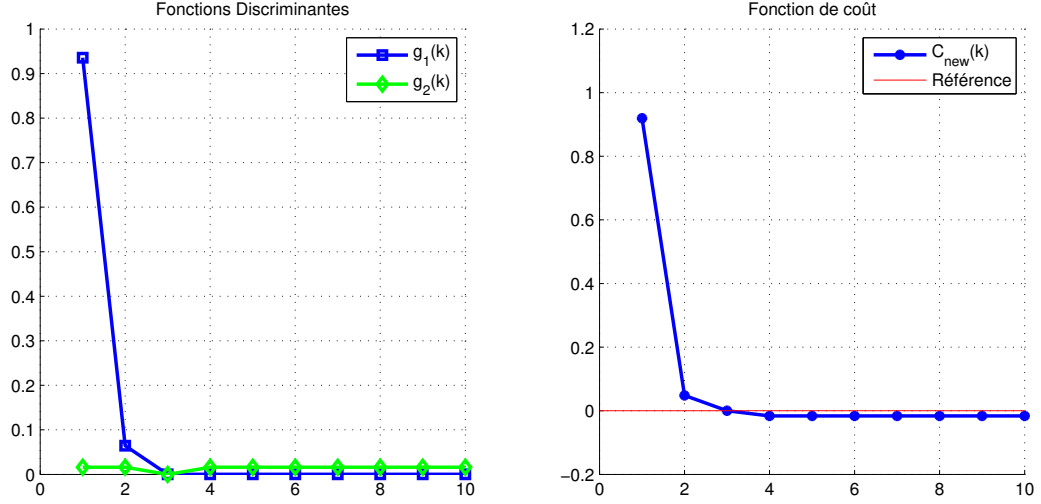 Fonctions Discriminantes
1
0.9
0.8
0.7
0.6
0.5
0.4
0.3
0.2
0.1
0
0 2 4 6 8 10
g1(k)
g2(k)
Fonction de coût
1.2
1
0.8
0.6
0.4
0.2
0
−0.2
0 2 4 6 8 10
Cnew(k)
Référence